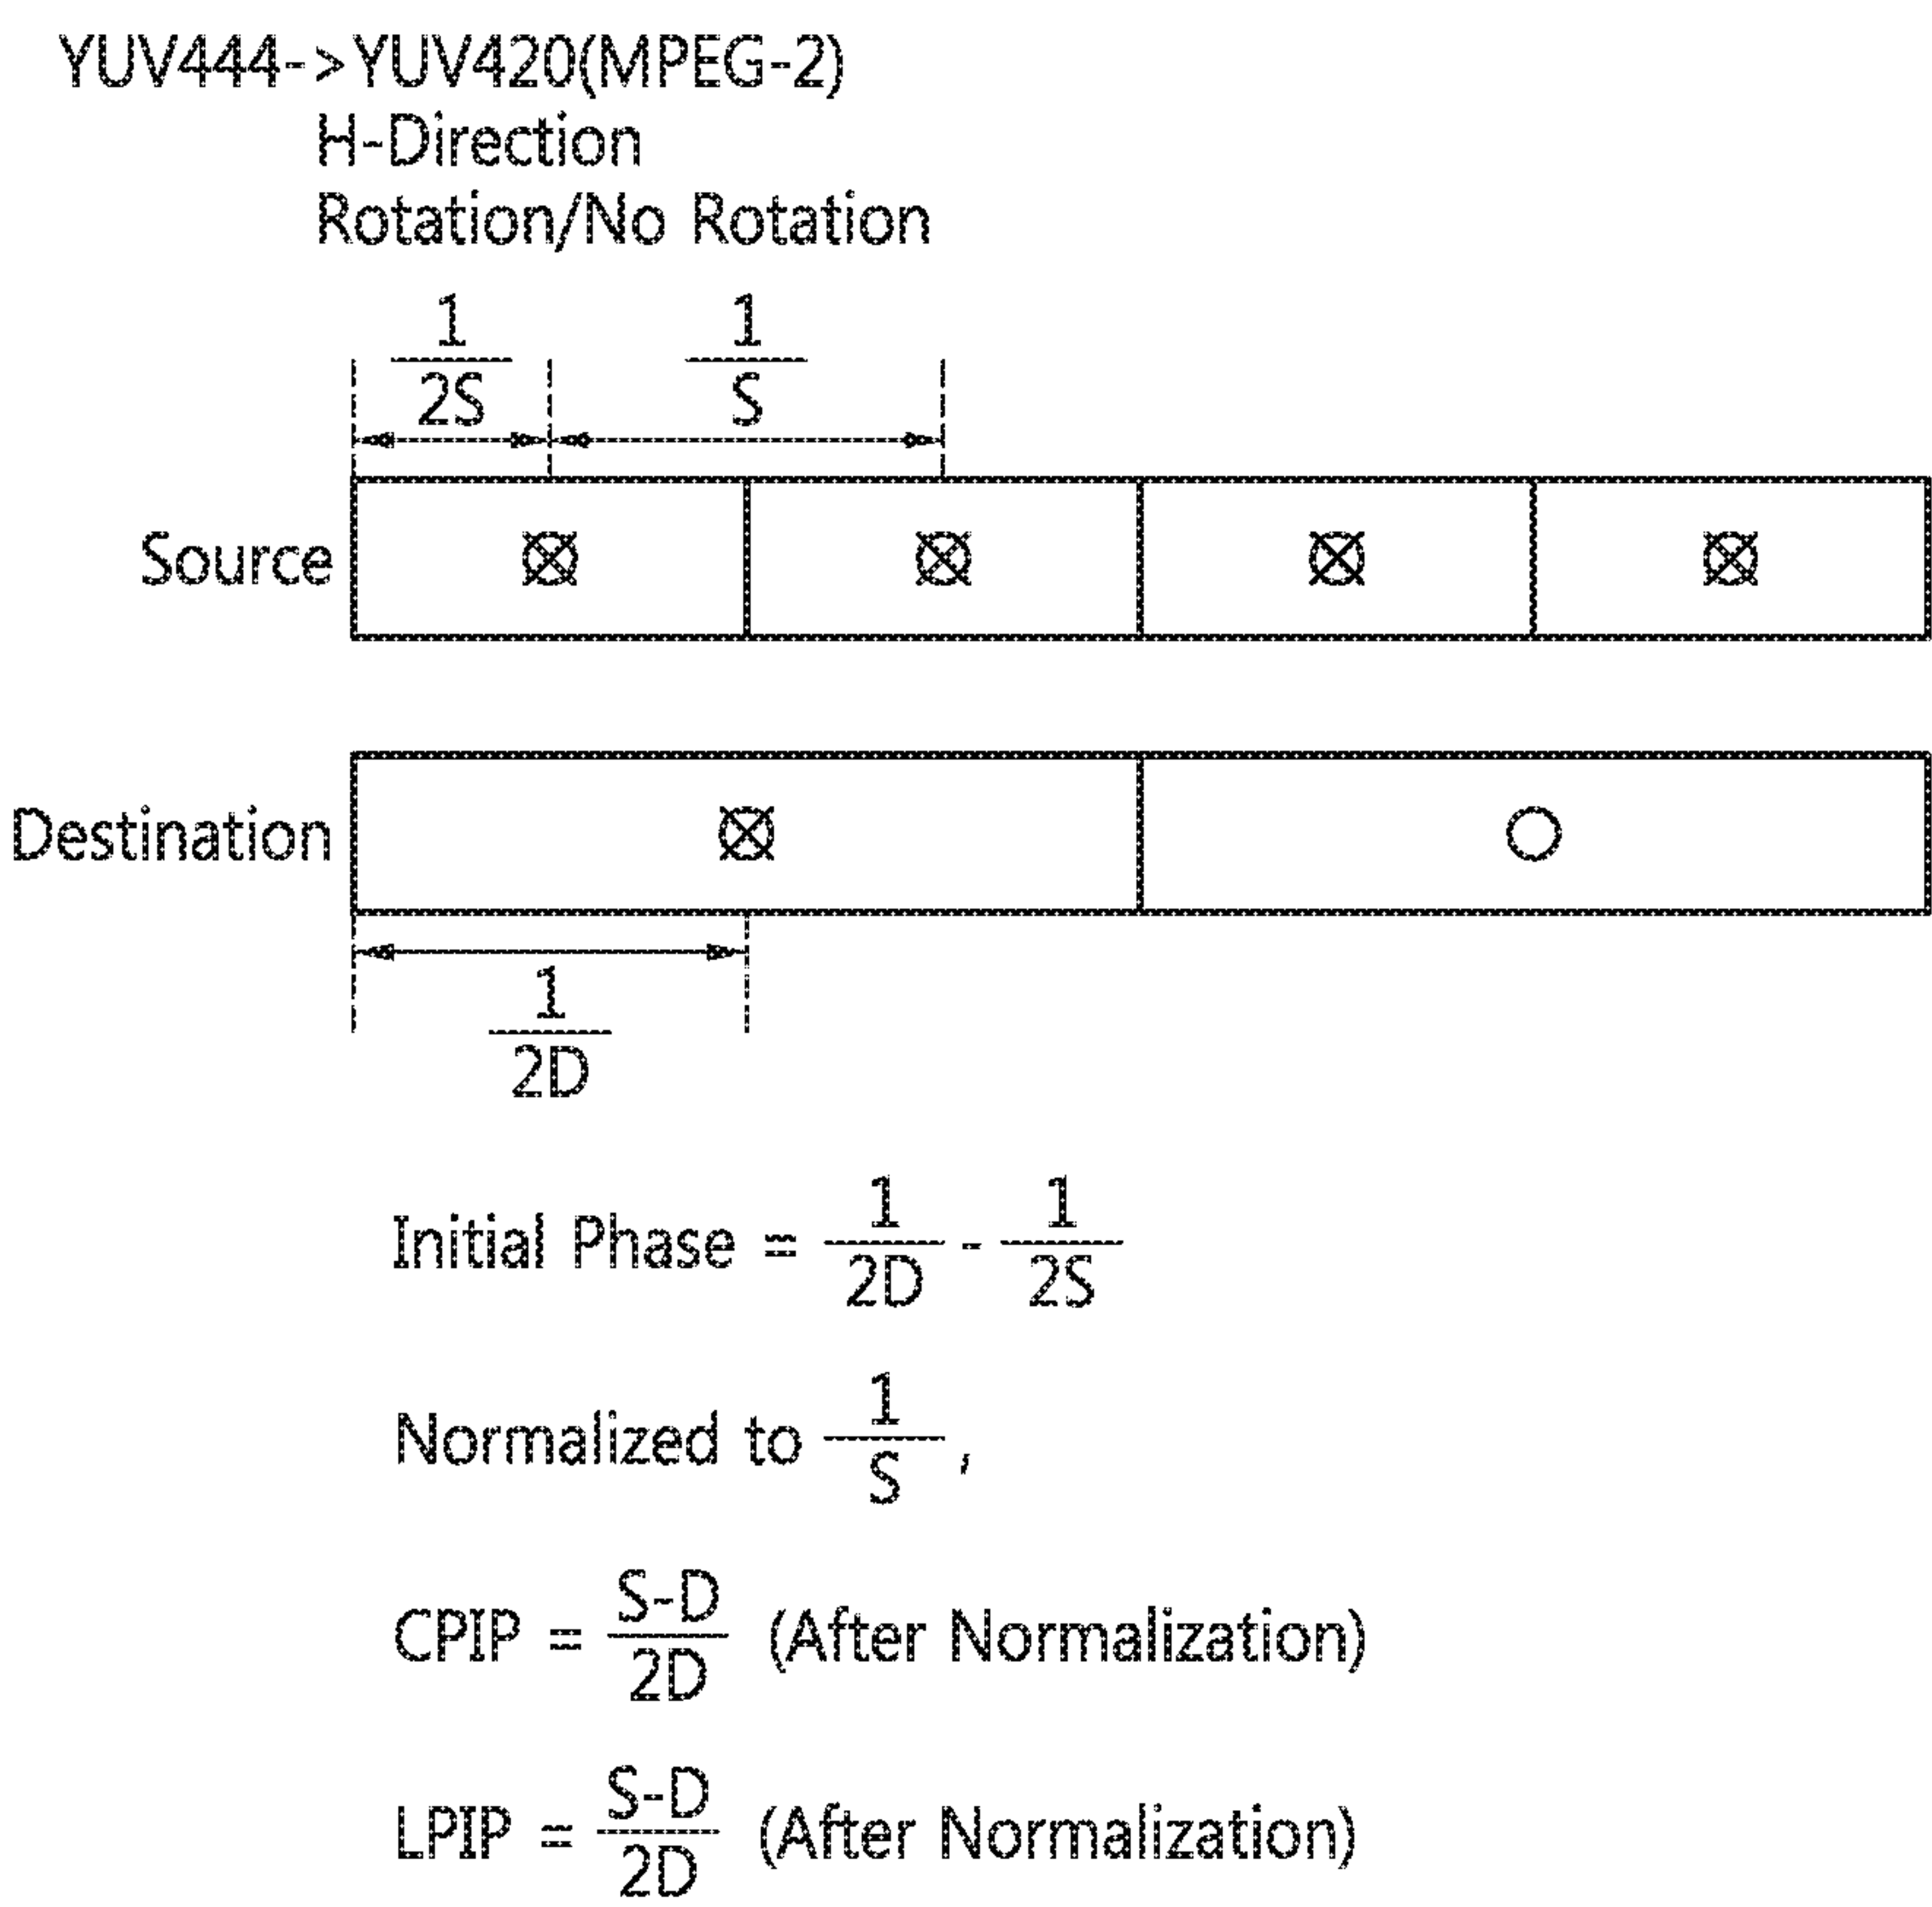 YUV444->YUV420(MPEG-2)
H-Direction
Rotation/No Rotation
1/2S 1/S
Source
Destination
1/2D
Initial Phase = 1/2D - 1/2S
Normalized to 1/S ,
CPIP = S-D/2D (After Normalization)
LPIP = S-D/2D (After Normalization)